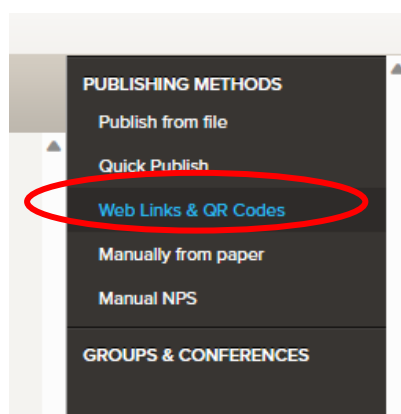 PUBLISHING METHODS
Publish from file
Quick Publish
Web Links & QR Codes
Manually from paper
Manual NPS
GROUPS & CONFERENCES